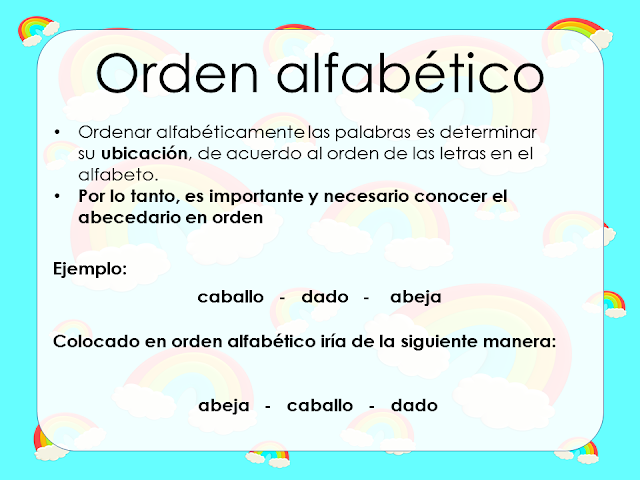 Orden alfabético
• Ordenar alfabéticamente las palabras es determinar
su ubicación, de acuerdo al orden de las letras en el
alfabeto.
• Por lo tanto, es importante y necesario conocer el
abecedario en orden
Ejemplo:
caballo - dado - abeja
Colocado en orden alfabético iría de la siguiente manera:
abeja - caballo - dado